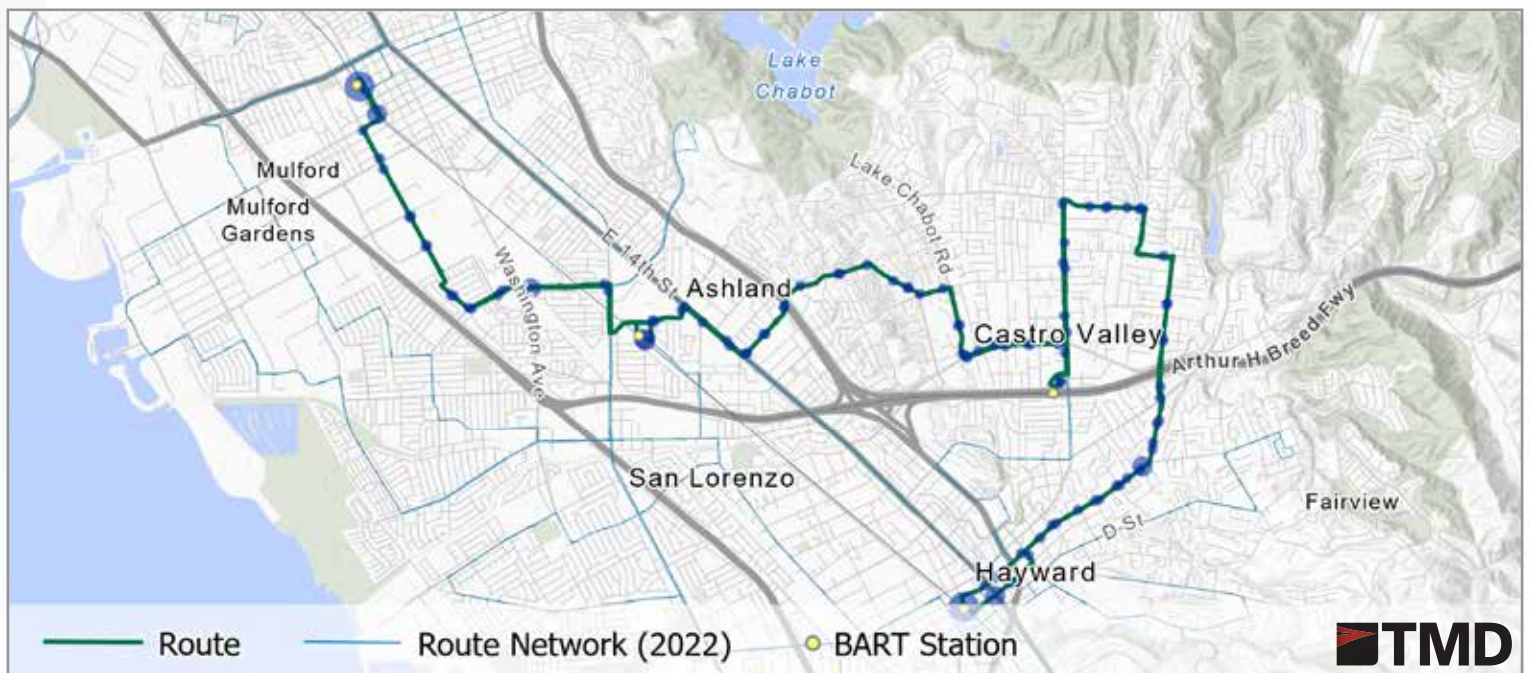 Lake
Chabot
Mulford
Mulford
Gardens
Lake Chabot Rd
Washington Ave
E 14th St
Ashland
Castro Valley
Arthur H Breed Fwy
San Lorenzo
Fairview
D St
Hayward
Route
Route Network (2022)
BART Station
TMD